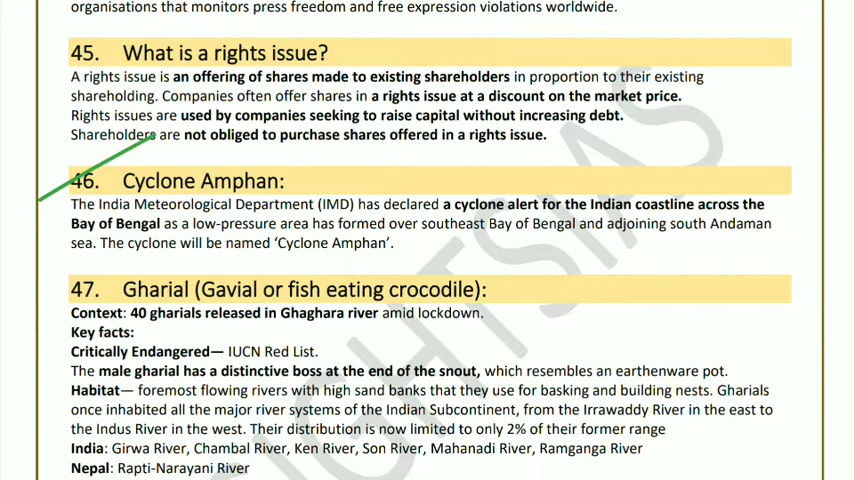 organisations that monitors press freedom and free expression violations worldwide.
45. What is a rights issue?
A rights issue is an offering of shares made to existing shareholders in proportion to their existing
shareholding. Companies often offer shares in a rights issue at a discount on the market price.
Rights issues are used by companies seeking to raise capital without increasing debt.
Shareholders are not obliged to purchase shares offered in a rights issue.
46. Cyclone Amphan:
The India Meteorological Department (IMD) has declared a cyclone alert for the Indian coastline across the
Bay of Bengal as a low-pressure area has formed over southeast Bay of Bengal and adjoining south Andaman
sea. The cyclone will be named ‘Cyclone Amphan’.
47. Gharial (Gavial or fish eating crocodile):
Context: 40 gharials released in Ghaghara river amid lockdown.
Key facts:
Critically Endangered— IUCN Red List.
The male gharial has a distinctive boss at the end of the snout, which resembles an earthenware pot.
Habitat— foremost flowing rivers with high sand banks that they use for basking and building nests. Gharials
once inhabited all the major river systems of the Indian Subcontinent, from the Irrawaddy River in the east to
the Indus River in the west. Their distribution is now limited to only 2% of their former range
India: Girwa River, Chambal River, Ken River, Son River, Mahanadi River, Ramganga River
Nepal: Rapti-Narayani River
IGHTSIAS